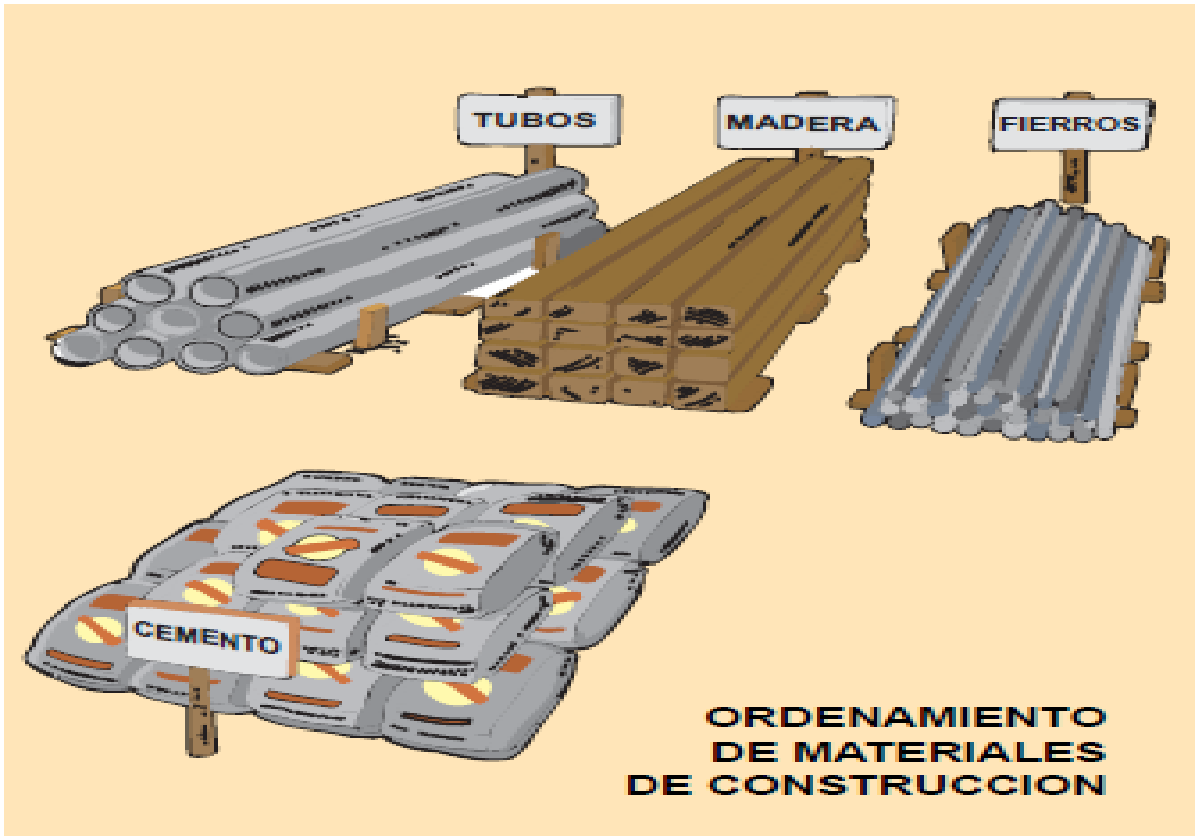 TUBOS
MADERA
FIERROS
CEMENTO
ORDENAMIENTO
DE MATERIALES
DE CONSTRUCCION